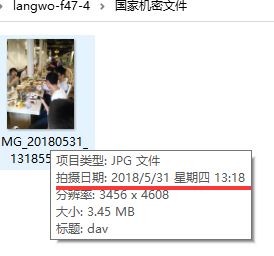 langwo-f47-4 › 国家机密文件
MG_20180531_
131855
项目类型: JPG 文件
拍摄日期: 2018/5/31 星期四 13:18
分辨率: 3456 x 4608
大小: 3.45 MB
标题: dav